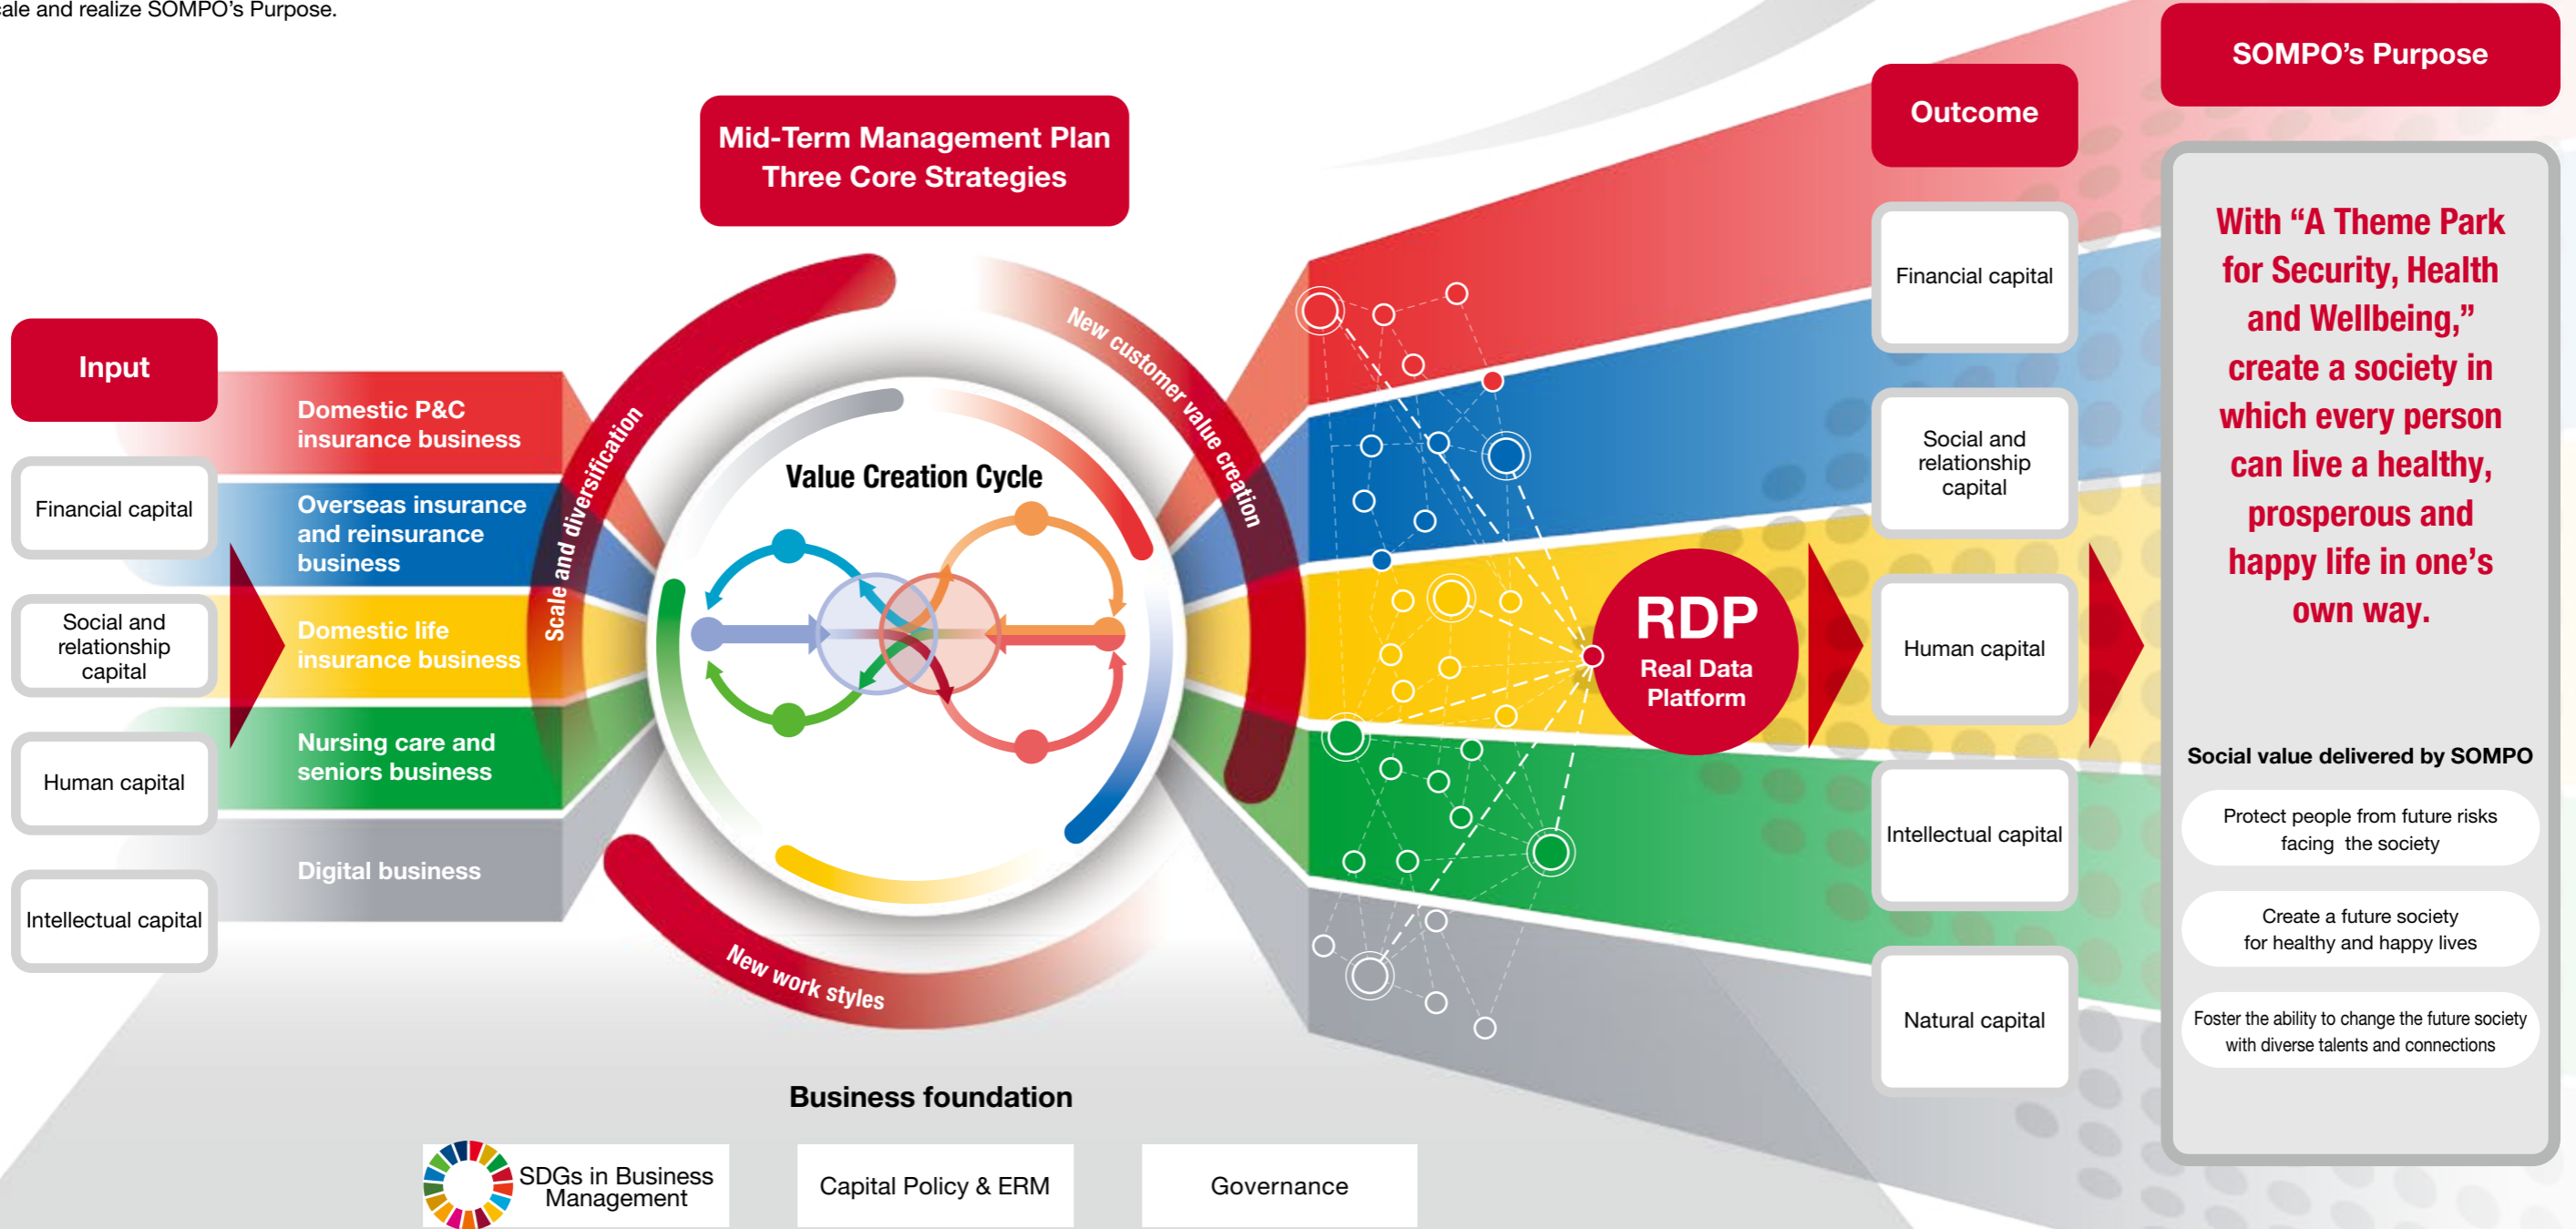 cale and realize SOMPO's Purpose.
Input
Financial capital
Social and
relationship
capital
Human capital
Intellectual capital
Domestic P&C
insurance business
Overseas insurance
and reinsurance
business
Domestic life
insurance business
Nursing care and
seniors business
Digital business
Mid-Term Management Plan
Three Core Strategies
Scale and diversification
New customer value creation
New work styles
Value Creation Cycle
RDP
Real Data
Platform
Outcome
Financial capital
Social and
relationship
capital
Human capital
Intellectual capital
Natural capital
SOMPO's Purpose
With “A Theme Park
for Security, Health
and Wellbeing,”
create a society in
which every person
can live a healthy,
prosperous and
happy life in one's
own way.
Social value delivered by SOMPO
Protect people from future risks
facing the society
Create a future society
for healthy and happy lives
Foster the ability to change the future society
with diverse talents and connections
Business foundation
SDGs in Business
Management
Capital Policy & ERM
Governance